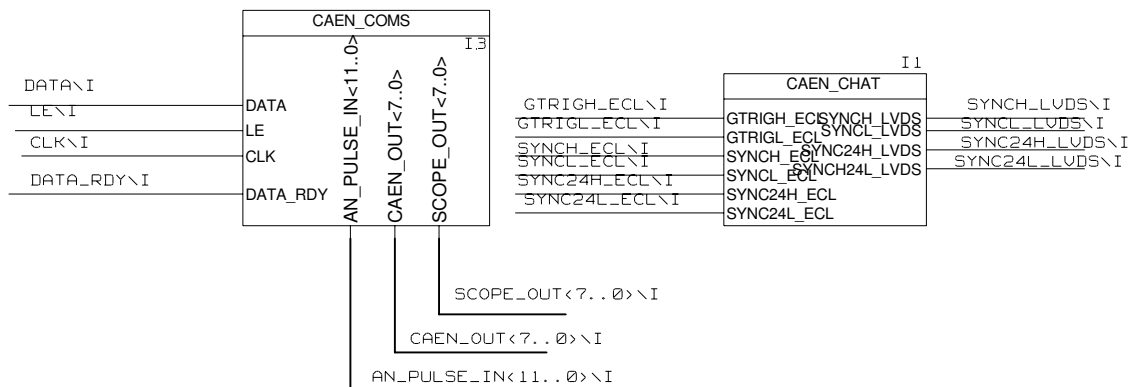 CAEN_COMS
I3
DATA\I
DATA
LE\I
LE
CLK\I
CLK
DATA_RDY\I
DATA_RDY
AN_PULSE_IN<11..0>
CAEN_OUT<7..0>
SCOPE_OUT<7..0>
SCOPE_OUT<7..0>\I
CAEN_OUT<7..0>\I
AN_PULSE_IN<11..0>\I
I1
CAEN_CHAT
GTRIGH_ECL\I
GTRIGL_ECL\I
SYNCH_ECL\I
SYNCL_ECL\I
SYNC24H_ECL\I
SYNC24L_ECL\I
GTRIGH_ECL
GTRIGL_ECL
SYNCH_ECL
SYNCL_ECL
SYNC24H_ECL
SYNC24L_ECL
SYNCH_LVDS
SYNCL_LVDS
SYNC24H_LVDS
SYNCH24L_LVDS
SYNCH_LVDS\I
SYNCL_LVDS\I
SYNC24H_LVDS\I
SYNC24L_LVDS\I